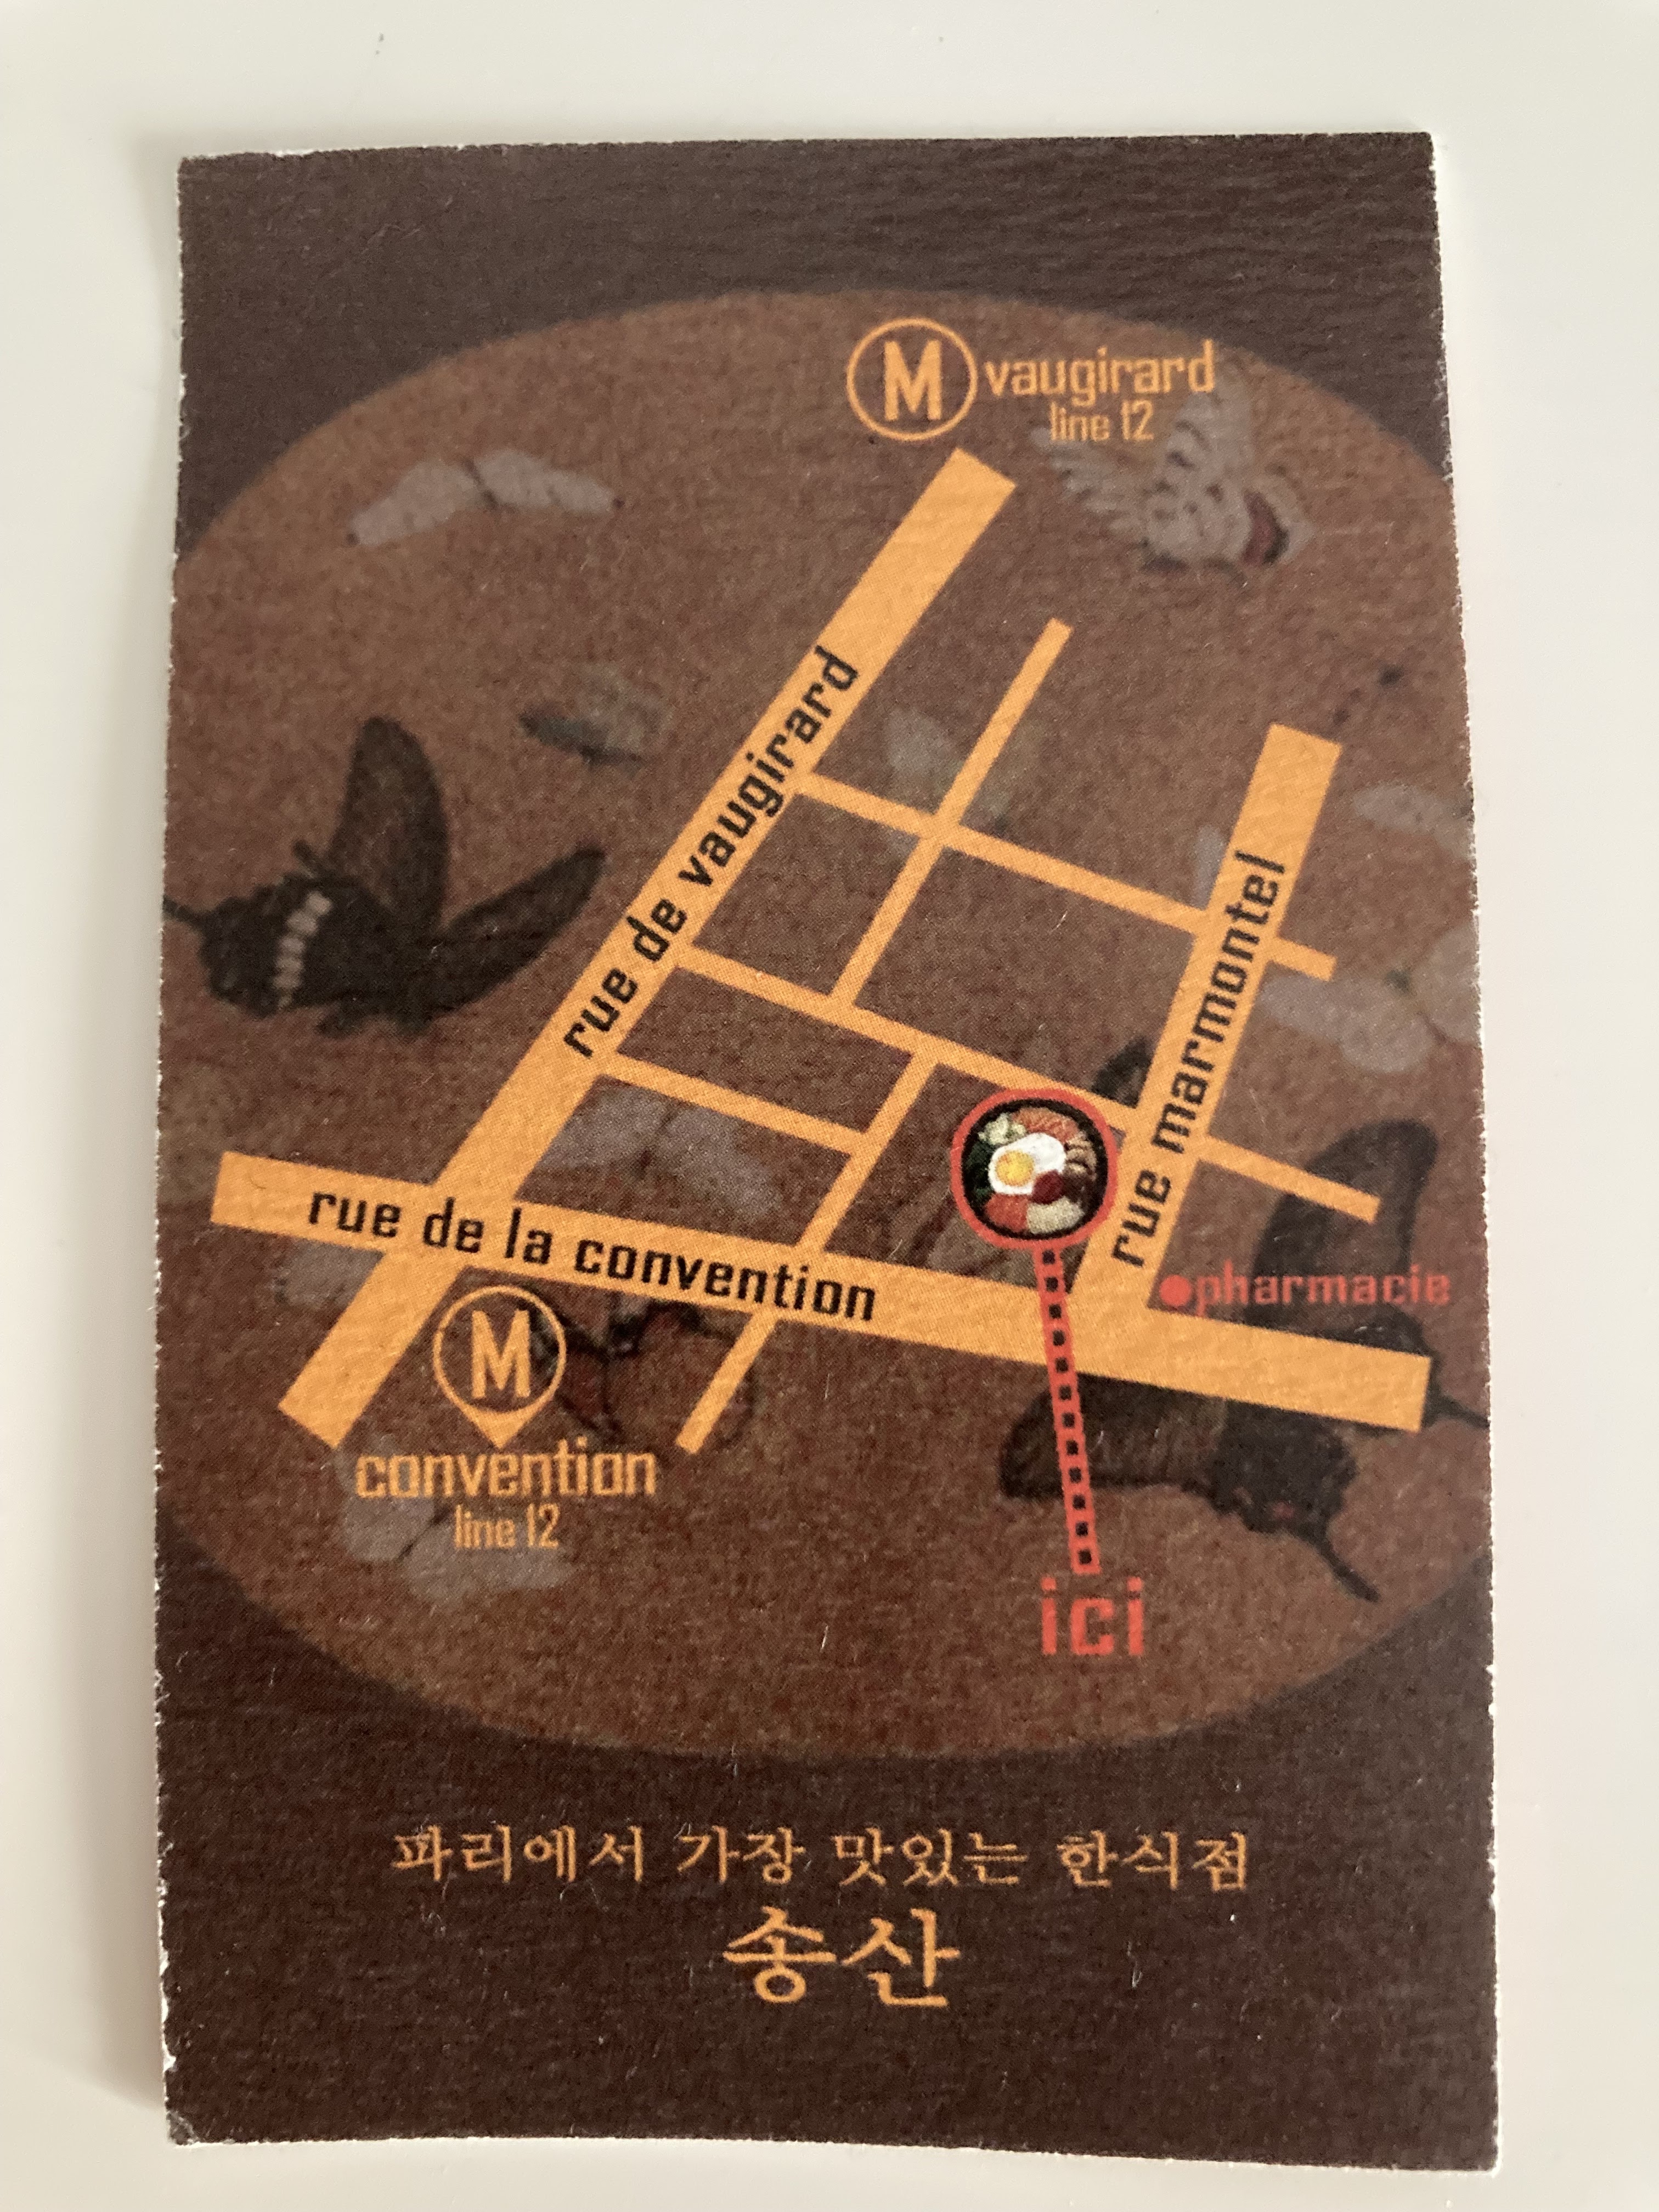 M vaugirard
line 12
rue de vaugirard
rue marmontel
rue de la convention
pharmacie
M
convention
line 12
ici
파리에서 가장 맛있는 한식점
송산